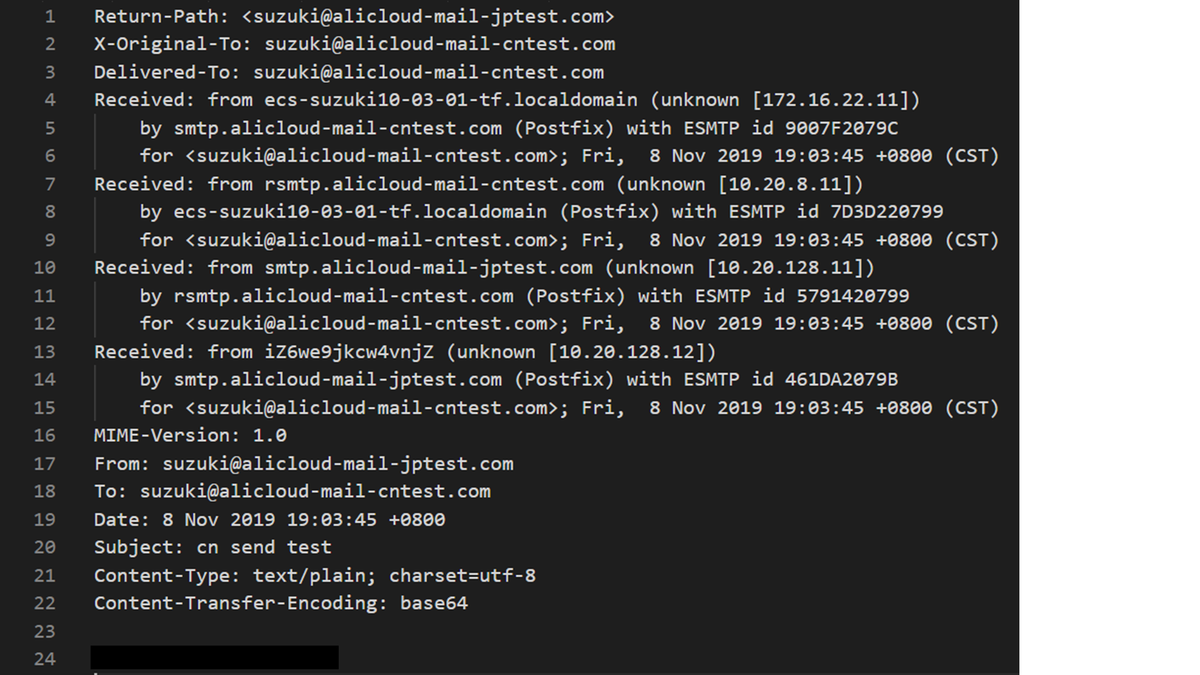 1 Return-Path: <suzuki@alicloud-mail-jptest.com>
2 X-Original-To: suzuki@alicloud-mail-cntest.com
3 Delivered-To: suzuki@alicloud-mail-cntest.com
4 Received: from ecs-suzuki10-03-01-tf.localdomain (unknown [172.16.22.11])
5 by smtp.alicloud-mail-cntest.com (Postfix) with ESMTP id 9007F2079C
6 for <suzuki@alicloud-mail-cntest.com>; Fri,  8 Nov 2019 19:03:45 +0800 (CST)
7 Received: from rsmtp.alicloud-mail-cntest.com (unknown [10.20.8.11])
8 by ecs-suzuki10-03-01-tf.localdomain (Postfix) with ESMTP id 7D3D220799
9 for <suzuki@alicloud-mail-cntest.com>; Fri,  8 Nov 2019 19:03:45 +0800 (CST)
10 Received: from smtp.alicloud-mail-jptest.com (unknown [10.20.128.11])
11 by rsmtp.alicloud-mail-cntest.com (Postfix) with ESMTP id 5791420799
12 for <suzuki@alicloud-mail-cntest.com>; Fri,  8 Nov 2019 19:03:45 +0800 (CST)
13 Received: from iZ6we9jkcw4vnjZ (unknown [10.20.128.12])
14 by smtp.alicloud-mail-jptest.com (Postfix) with ESMTP id 461DA2079B
15 for <suzuki@alicloud-mail-cntest.com>; Fri,  8 Nov 2019 19:03:45 +0800 (CST)
16 MIME-Version: 1.0
17 From: suzuki@alicloud-mail-jptest.com
18 To: suzuki@alicloud-mail-cntest.com
19 Date: 8 Nov 2019 19:03:45 +0800
20 Subject: cn send test
21 Content-Type: text/plain; charset=utf-8
22 Content-Transfer-Encoding: base64
23
24